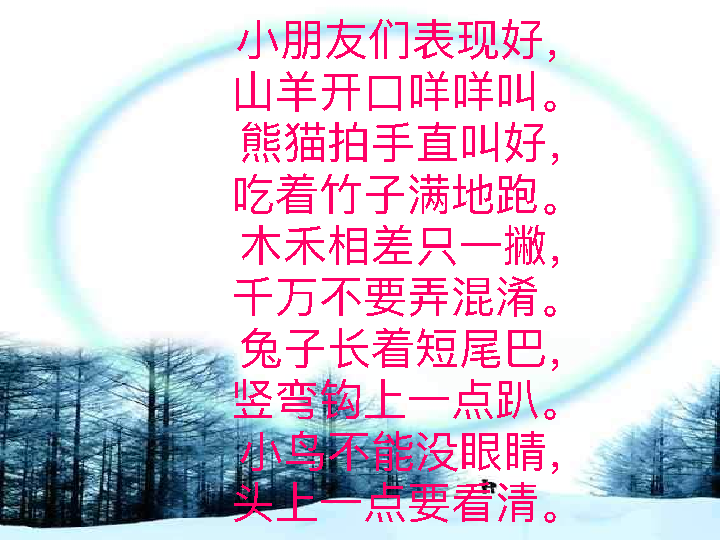 小朋友们表现好，
山羊开口咩咩叫。
熊猫拍手直叫好，
吃着竹子满地跑。
木禾相差只一撇，
千万不要弄混淆。
兔子长着短尾巴，
竖弯钩上一点趴。
小鸟不能没眼睛，
头上一点要看清。